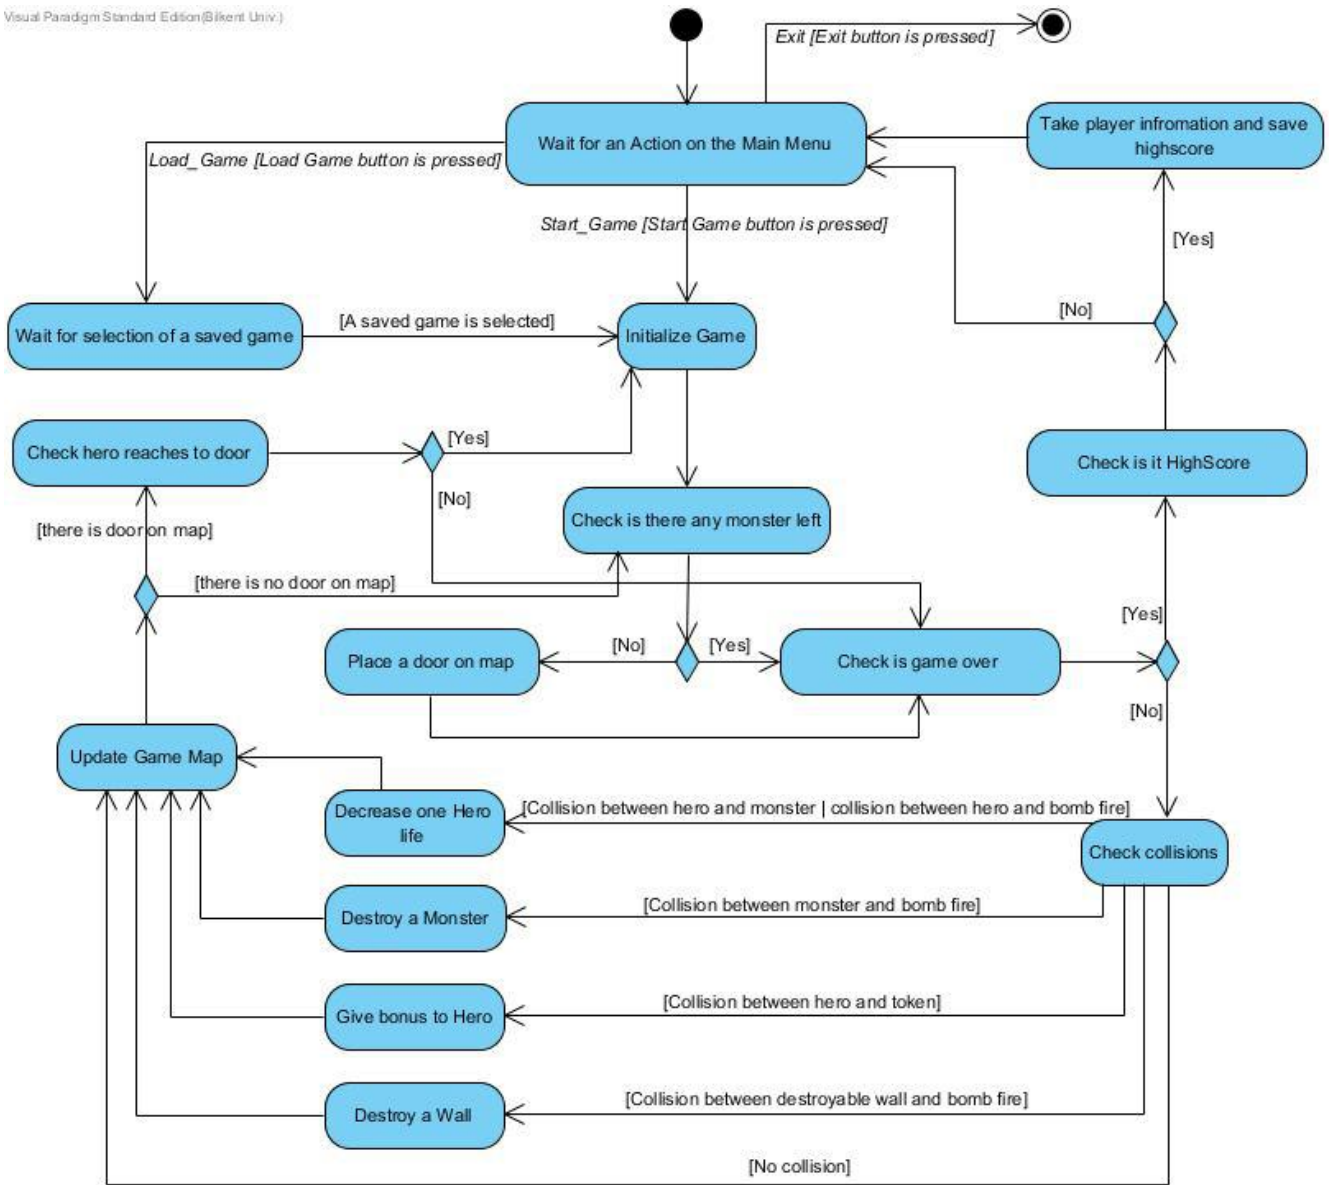 Visual Paradigm Standard Edition(Bilkent Univ.)
Exit [Exit button is pressed]
Wait for an Action on the Main Menu
Take player infromation and save
highscore
Load_Game [Load Game button is pressed]
Start_Game [Start Game button is pressed]
[Yes]
[No]
Wait for selection of a saved game
[A saved game is selected]
Initialize Game
Check hero reaches to door
[Yes]
[No]
Check is it HighScore
[there is door on map]
Check is there any monster left
[there is no door on map]
[Yes]
Place a door on map
[No]
[Yes]
Check is game over
[No]
Update Game Map
Decrease one Hero
life
[Collision between hero and monster | collision between hero and bomb fire]
Check collisions
Destroy a Monster
[Collision between monster and bomb fire]
Give bonus to Hero
[Collision between hero and token]
Destroy a Wall
[Collision between destroyable wall and bomb fire]
[No collision]